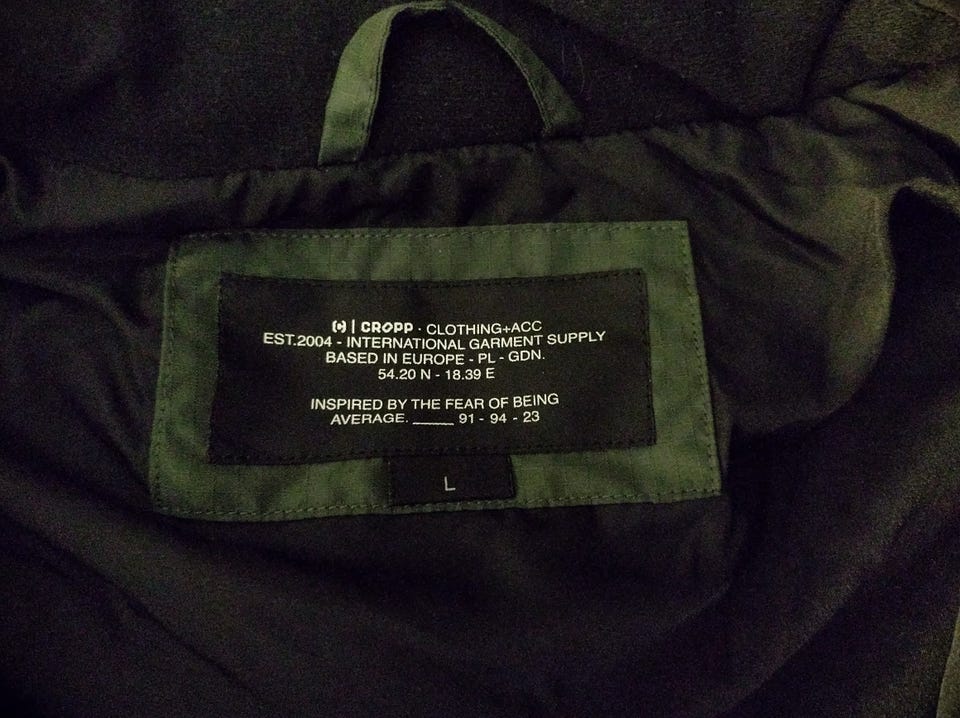 (C) | CROPP · CLOTHING+ACC
EST.2004 - INTERNATIONAL GARMENT SUPPLY
BASED IN EUROPE - PL - GDN.
54.20 N - 18.39 E
INSPIRED BY THE FEAR OF BEING
AVERAGE. _____ 91 - 94 - 23
L